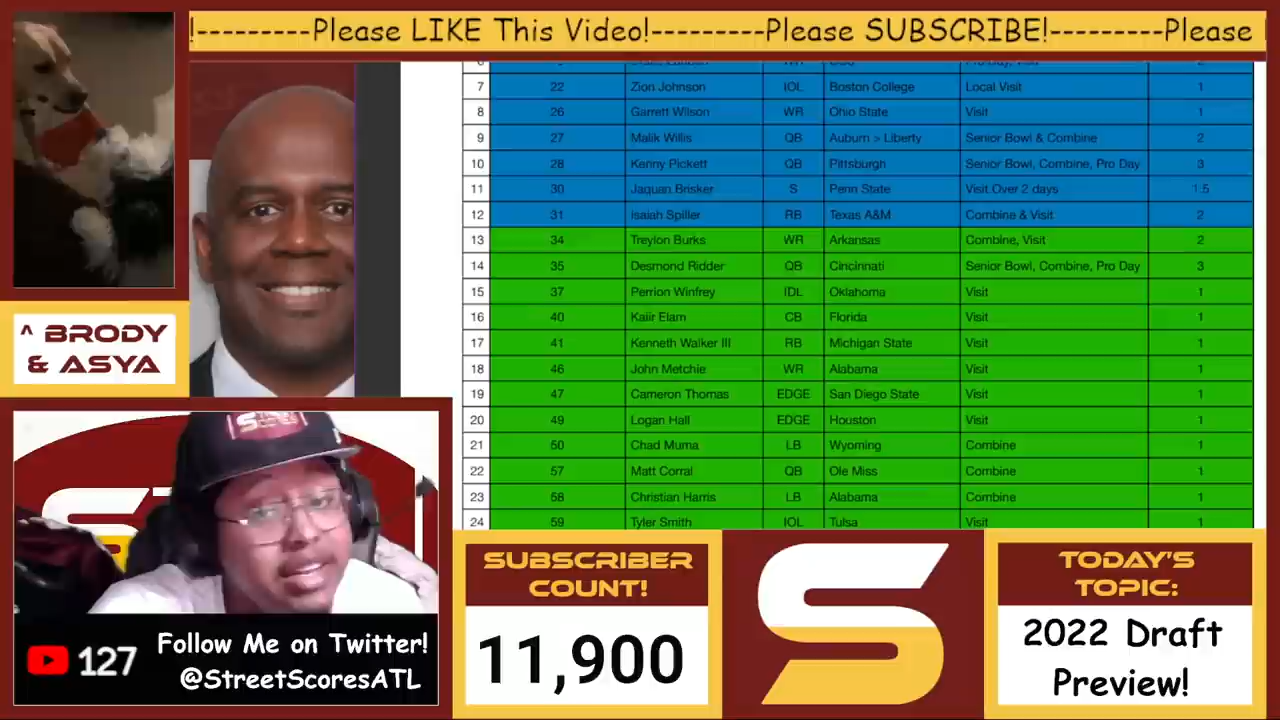 !---------Please LIKE This Video!---------Please SUBSCRIBE!---------Please
7 22 Zion Johnson IOL Boston College Local Visit 1
8 26 Garrett Wilson WR Ohio State Visit 1
9 27 Malik Willis QB Auburn > Liberty Senior Bowl & Combine 2
10 28 Kenny Pickett QB Pittsburgh Senior Bowl, Combine, Pro Day 3
11 30 Jaquan Brisker S Penn State Visit Over 2 days 1.5
12 31 Isaiah Spiller RB Texas A&M Combine & Visit 2
13 34 Treylon Burks WR Arkansas Combine, Visit 2
14 35 Desmond Ridder QB Cincinnati Senior Bowl, Combine, Pro Day 3
15 37 Perrion Winfrey IDL Oklahoma Visit 1
16 40 Kaiir Elam CB Florida Visit 1
17 41 Kenneth Walker III RB Michigan State Visit 1
18 46 John Metchie WR Alabama Visit 1
19 47 Cameron Thomas EDGE San Diego State Visit 1
20 49 Logan Hall EDGE Houston Visit 1
21 50 Chad Muma LB Wyoming Combine 1
22 57 Matt Corral QB Ole Miss Combine 1
23 58 Christian Harris LB Alabama Combine 1
24 59 Tyler Smith IOL Tulsa Visit 1
^ BRODY
& ASYA
127
Follow Me on Twitter!
@StreetScoresATL
SUBSCRIBER
COUNT!
11,900
S
TODAY'S
TOPIC:
2022 Draft
Preview!